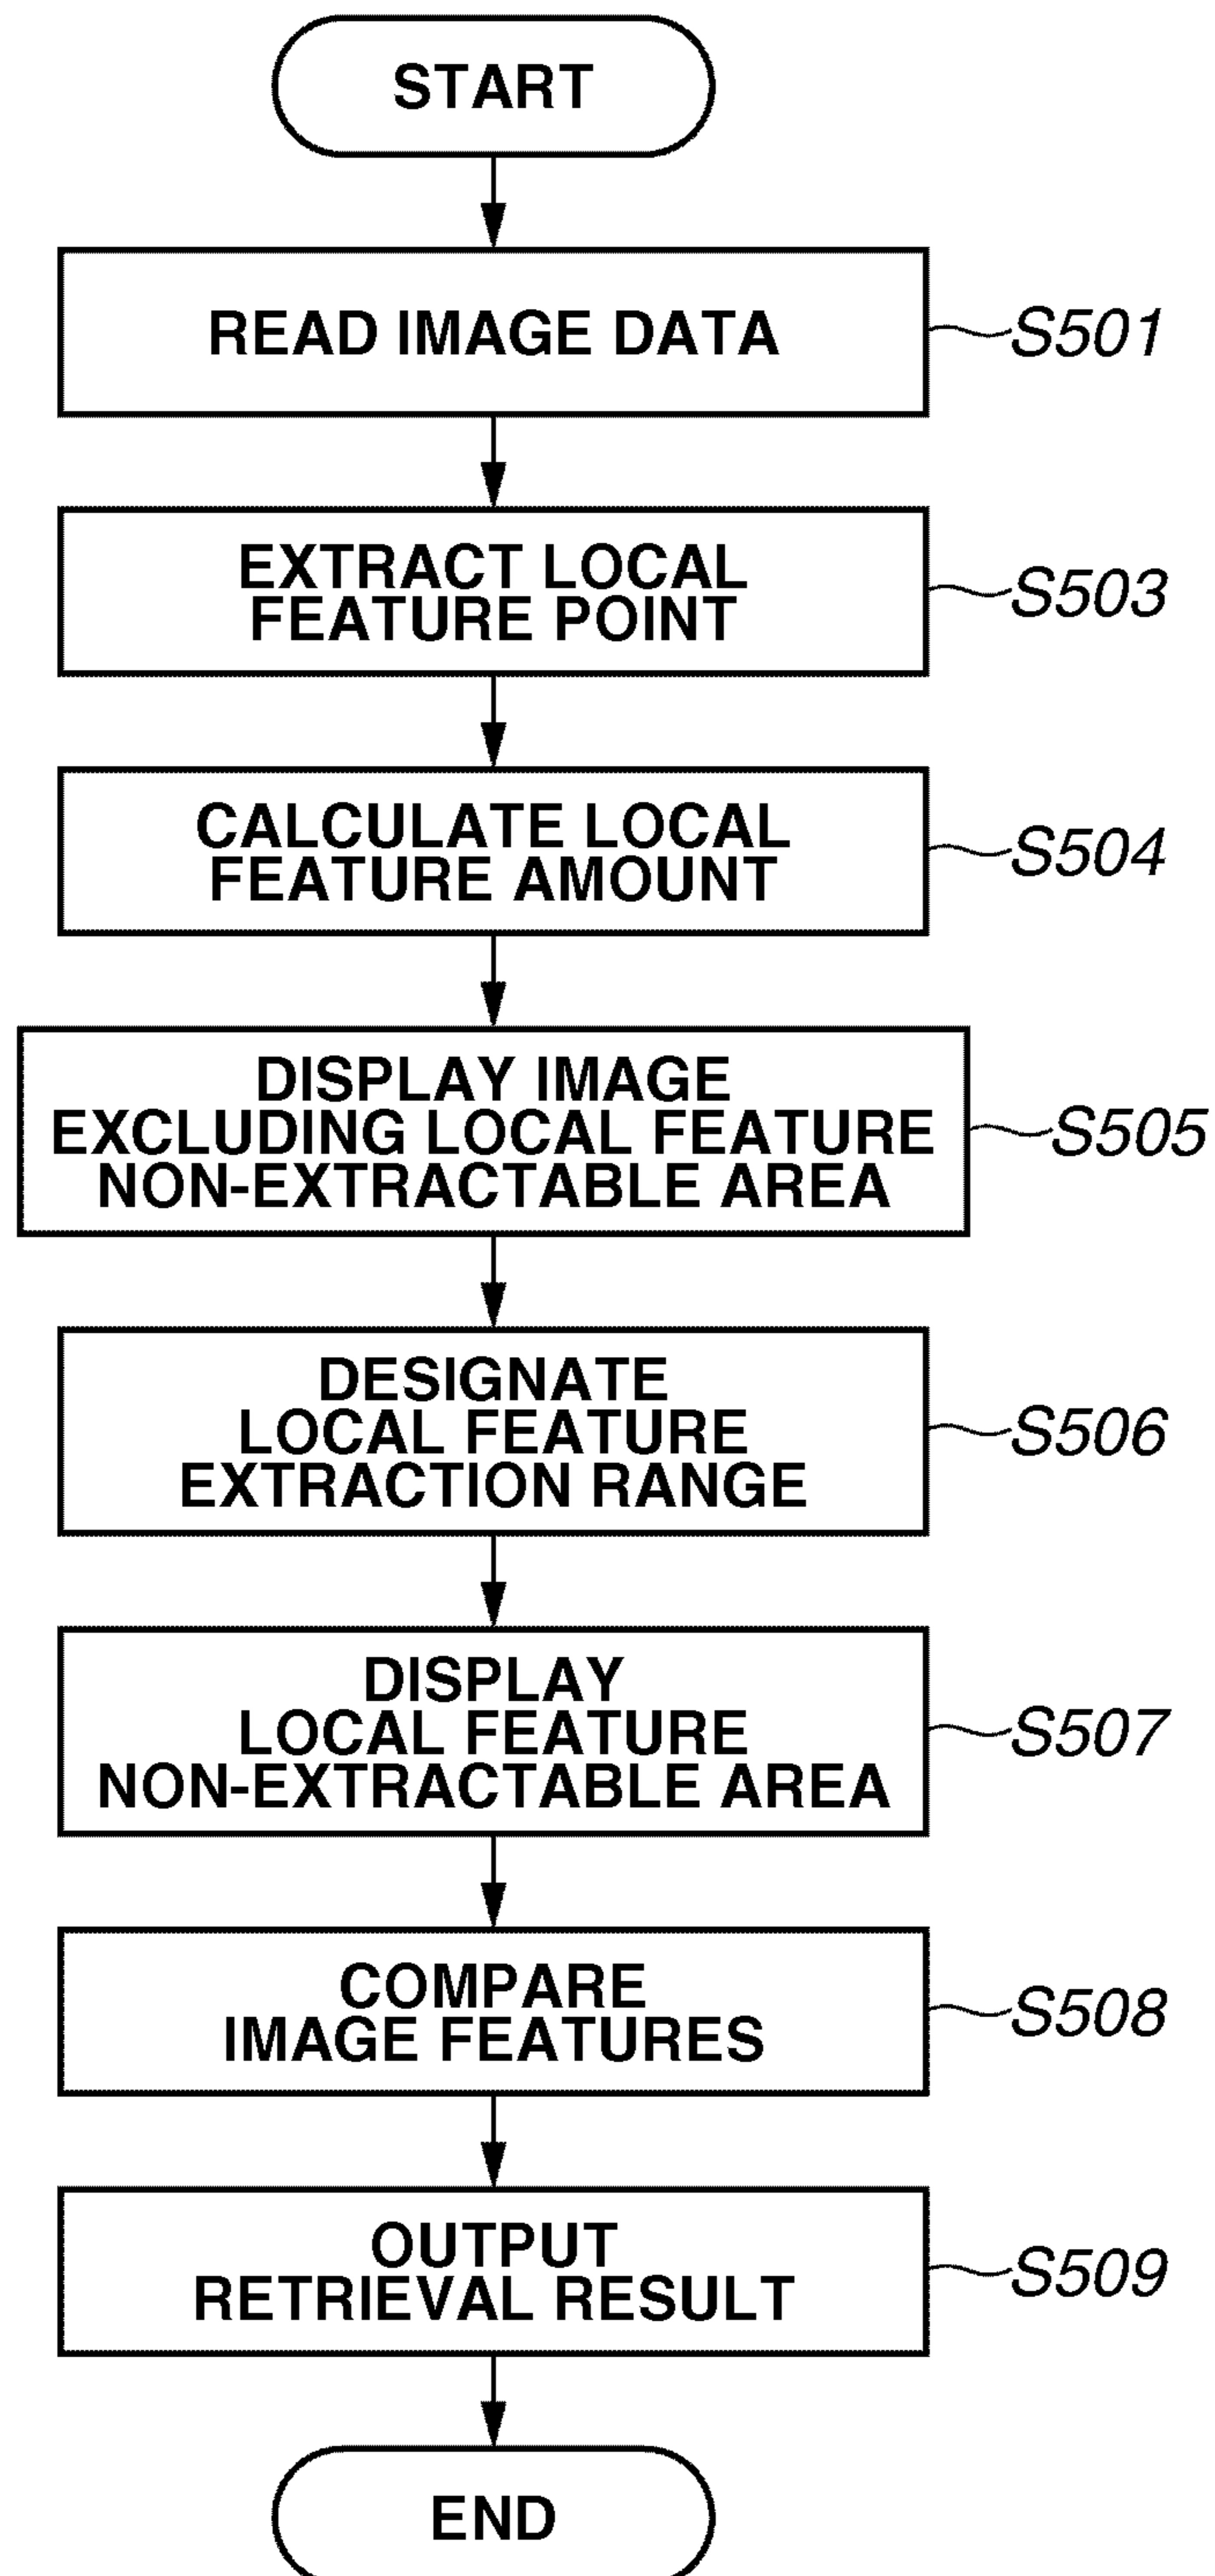 START
READ IMAGE DATA
S501
EXTRACT LOCAL
FEATURE POINT
S503
CALCULATE LOCAL
FEATURE AMOUNT
S504
DISPLAY IMAGE
EXCLUDING LOCAL FEATURE
NON-EXTRACTABLE AREA
S505
DESIGNATE
LOCAL FEATURE
EXTRACTION RANGE
S506
DISPLAY
LOCAL FEATURE
NON-EXTRACTABLE AREA
S507
COMPARE
IMAGE FEATURES
S508
OUTPUT
RETRIEVAL RESULT
S509
END